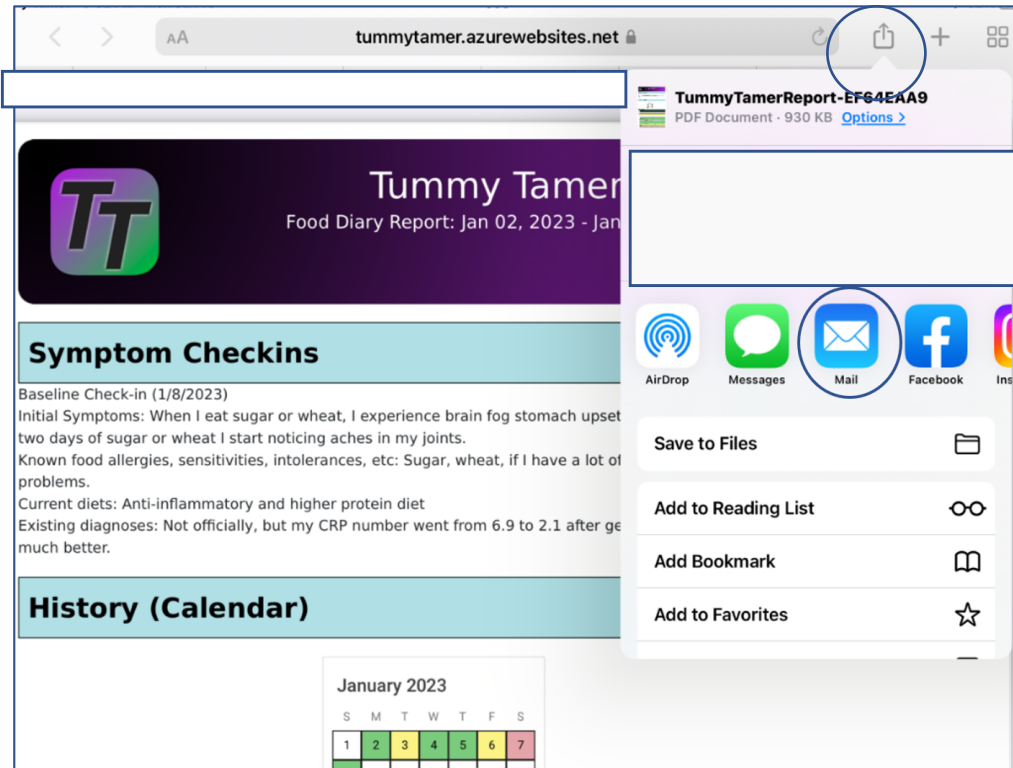 AA
tummytamer.azurewebsites.net
TummyTamerReport-EF64EAA9
PDF Document · 930 KB Options >
TT
Tummy Tamer
Food Diary Report: Jan 02, 2023 - Jan
AirDrop
Messages
Mail
Facebook
Ins
Symptom Checkins
Baseline Check-in (1/8/2023)
Initial Symptoms: When I eat sugar or wheat, I experience brain fog stomach upset
two days of sugar or wheat I start noticing aches in my joints.
Known food allergies, sensitivities, intolerances, etc: Sugar, wheat, if I have a lot of
problems.
Current diets: Anti-inflammatory and higher protein diet
Existing diagnoses: Not officially, but my CRP number went from 6.9 to 2.1 after ge
much better.
Save to Files
Add to Reading List
Add Bookmark
Add to Favorites
History (Calendar)
January 2023
S M T W T F S
1 2 3 4 5 6 7